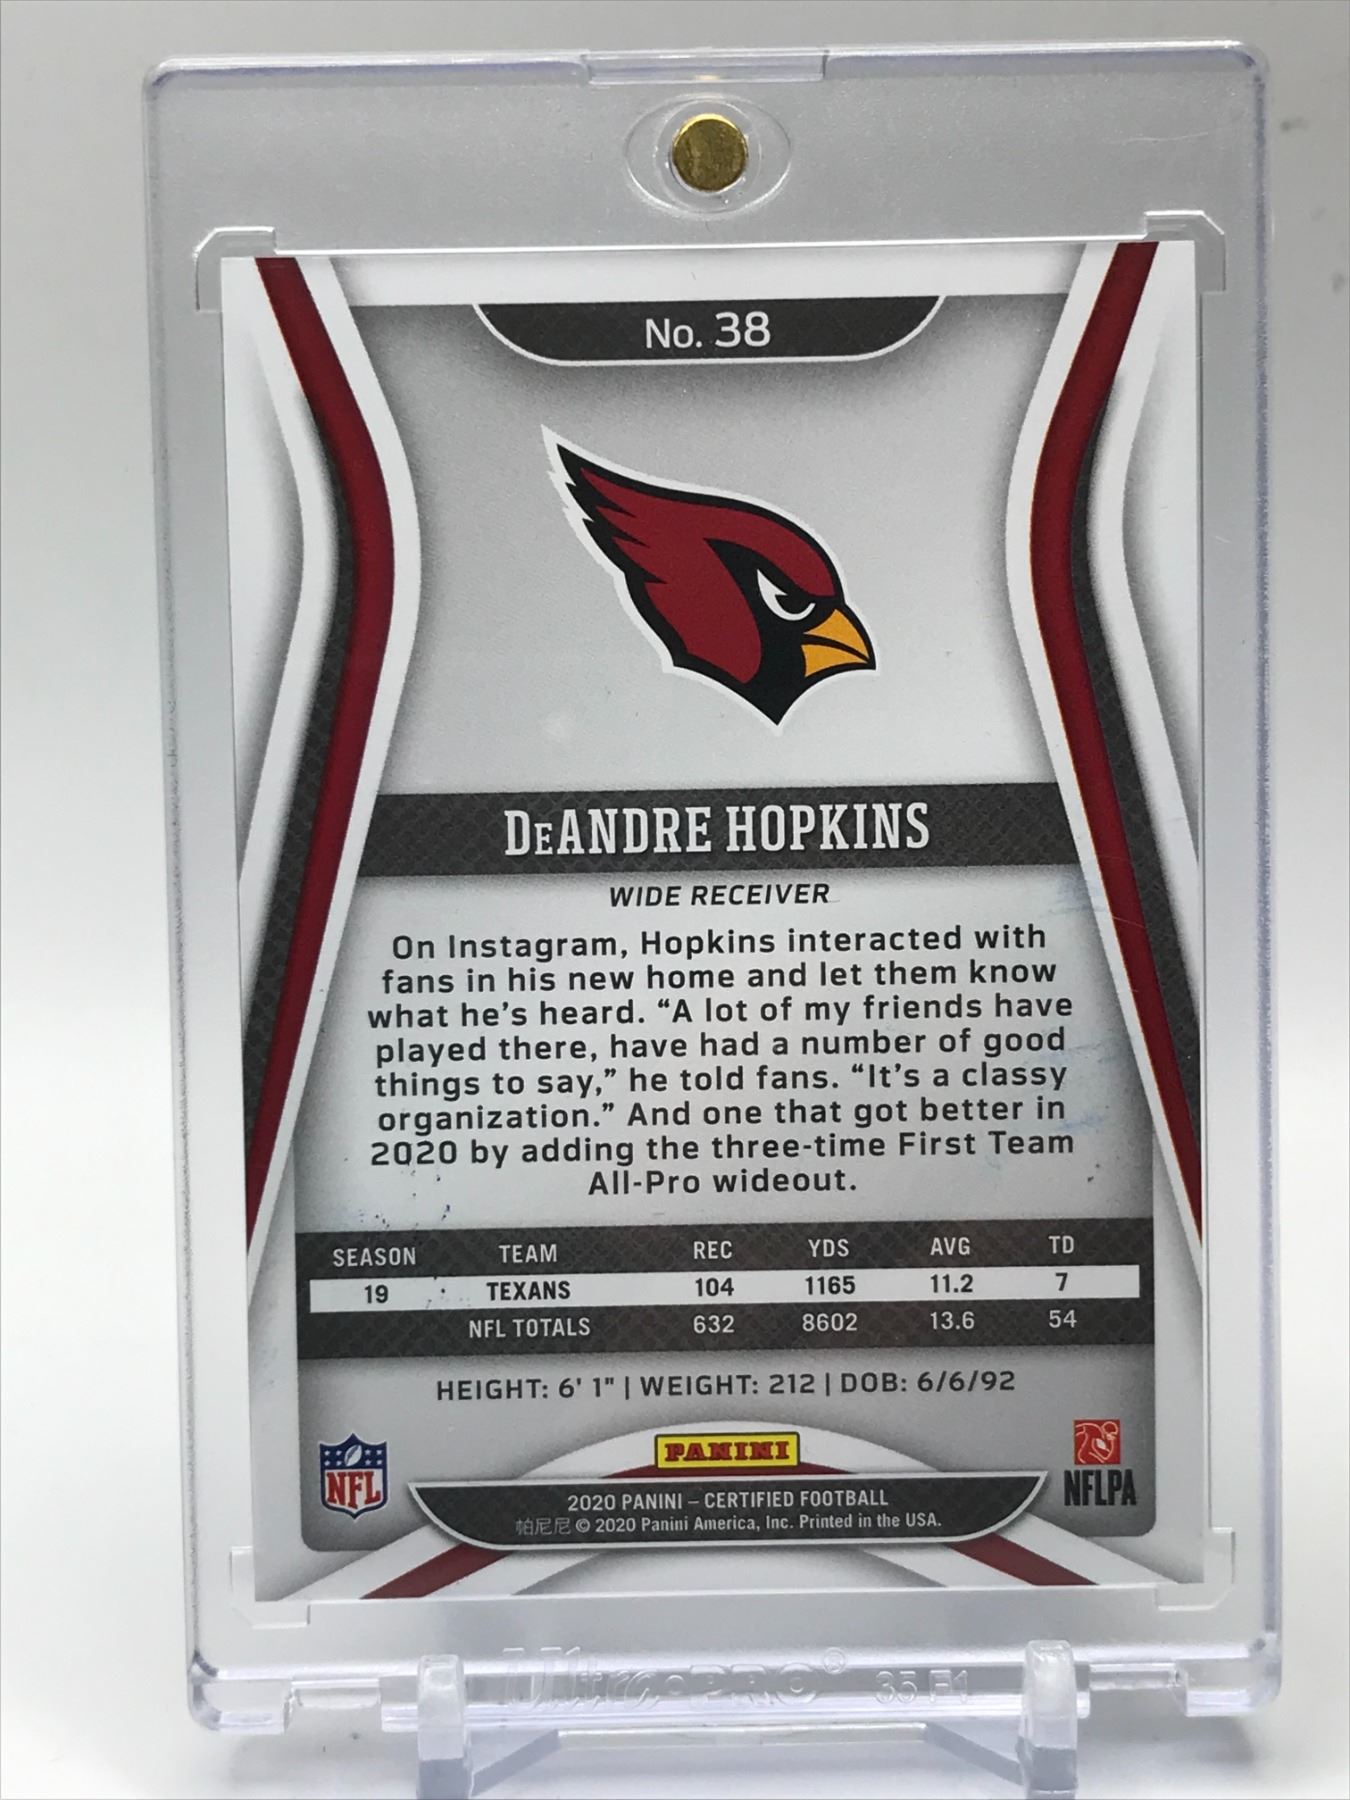 No. 38
DeANDRE HOPKINS
WIDE RECEIVER
On Instagram, Hopkins interacted with
fans in his new home and let them know
what he's heard. “A lot of my friends have
played there, have had a number of good
things to say,” he told fans. “It's a classy
organization.” And one that got better in
2020 by adding the three-time First Team
All-Pro wideout.
SEASON TEAM REC YDS AVG TD
19 TEXANS 104 1165 11.2 7
NFL TOTALS 632 8602 13.6 54
HEIGHT: 6' 1" | WEIGHT: 212 | DOB: 6/6/92
NFL
PANINI
NFLPA
2020 PANINI – CERTIFIED FOOTBALL
帕尼尼 © 2020 Panini America, Inc. Printed in the USA.
Ultra·PRO® 35 F1